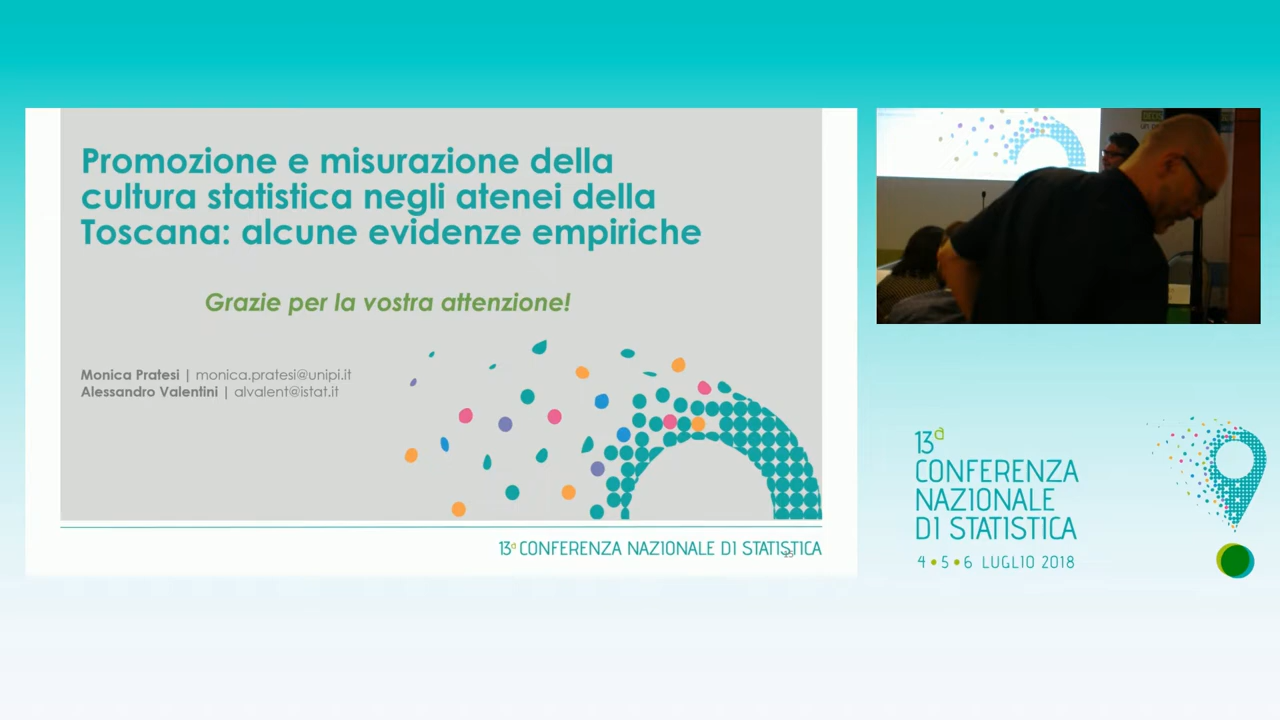 Promozione e misurazione della
cultura statistica negli atenei della
Toscana: alcune evidenze empiriche
Grazie per la vostra attenzione!
Monica Pratesi | monica.pratesi@unipi.it
Alessandro Valentini | alvalent@istat.it
13a CONFERENZA NAZIONALE DI STATISTICA
13a
CONFERENZA
NAZIONALE
DI STATISTICA
4 • 5 • 6 LUGLIO 2018